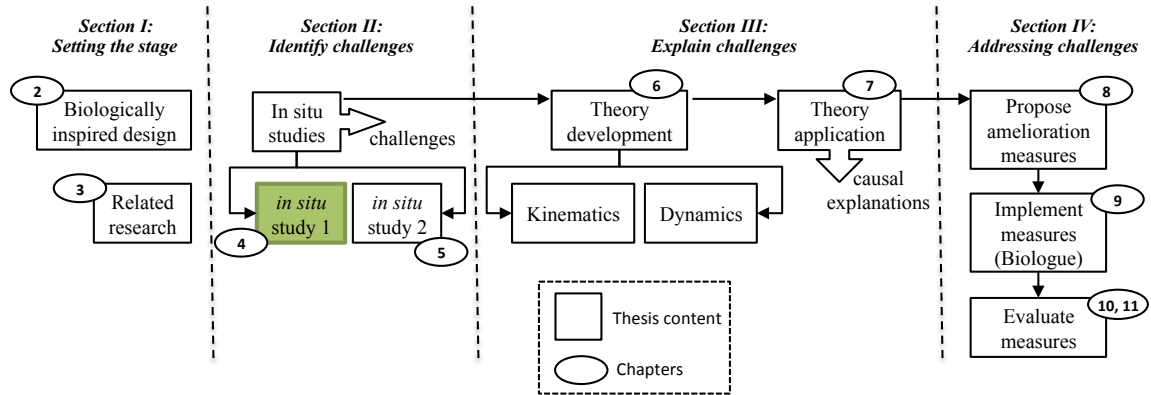 Section I:
Setting the stage
2
Biologically
inspired design
3
Related
research
Section II:
Identify challenges
In situ
studies
challenges
in situ
study 1
4
in situ
study 2
5
Section III:
Explain challenges
6
Theory
development
Kinematics
Dynamics
7
Theory
application
causal
explanations
Section IV:
Addressing challenges
8
Propose
amelioration
measures
9
Implement
measures
(Biologue)
10, 11
Evaluate
measures
Thesis content
Chapters